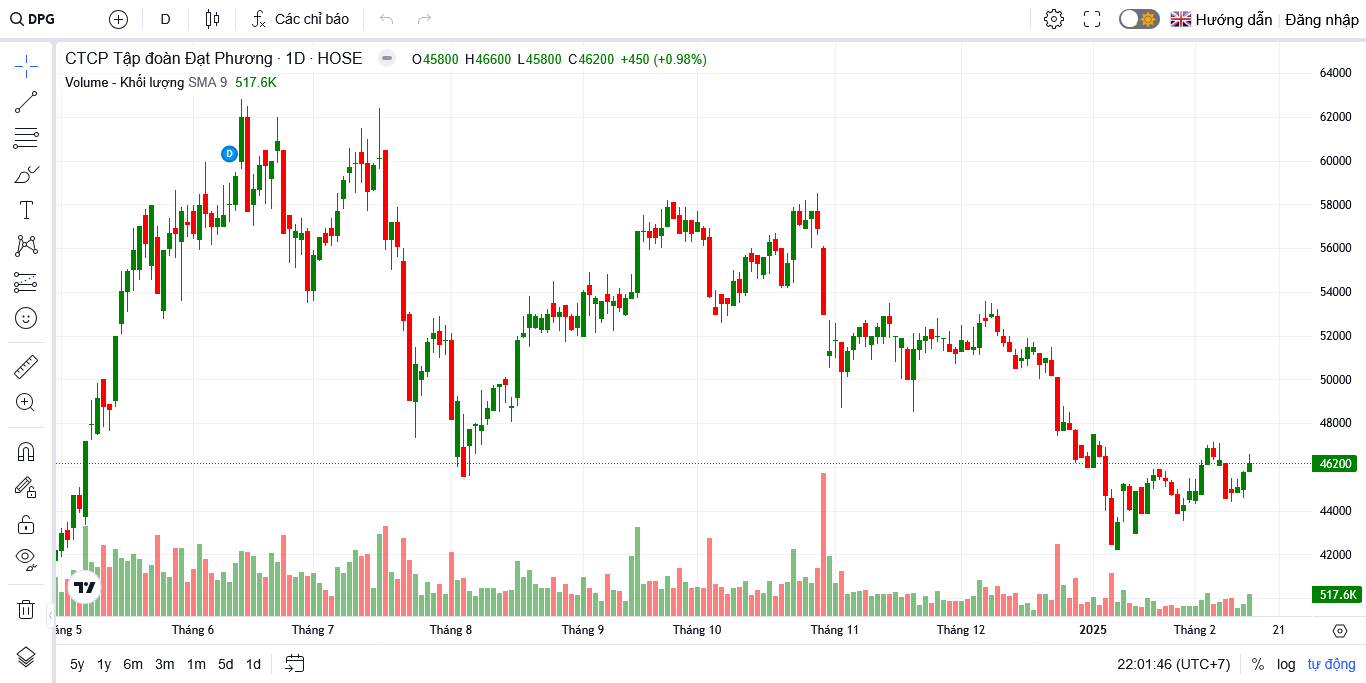 DPG D Các chỉ báo Hướng dẫn Đăng nhập
CTCP Tập đoàn Đạt Phương · 1D · HOSE O45800 H46600 L45800 C46200 +450 (+0.98%)
Volume - Khối lượng SMA 9 517.6K
D
64000
62000
60000
58000
56000
54000
52000
50000
48000
46200
44000
42000
517.6K
áng 5 Tháng 6 Tháng 7 Tháng 8 Tháng 9 Tháng 10 Tháng 11 Tháng 12 2025 Tháng 2 21
5y 1y 6m 3m 1m 5d 1d 22:01:46 (UTC+7) % log tự động